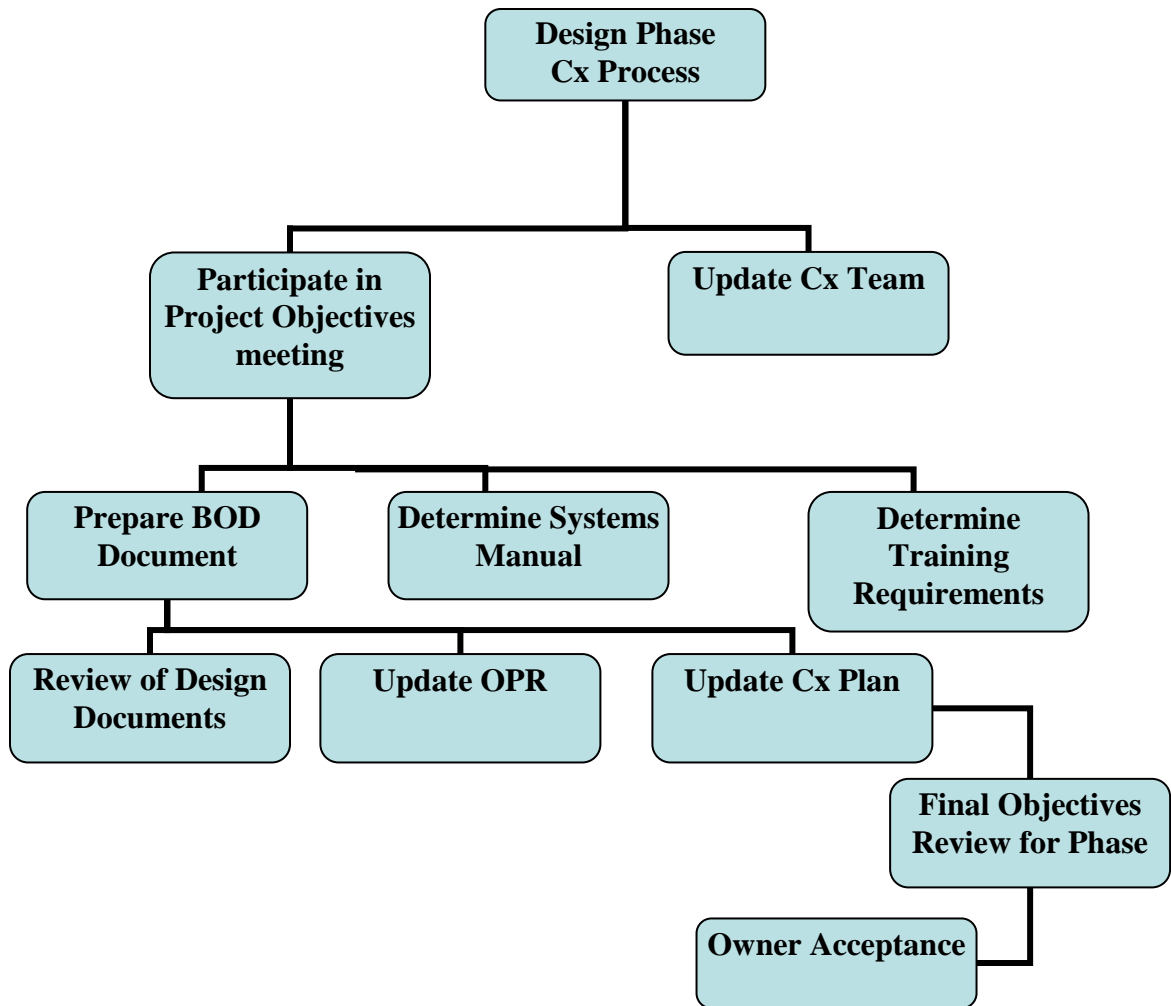 Design Phase
Cx Process
Participate in
Project Objectives
meeting
Update Cx Team
Prepare BOD
Document
Determine Systems
Manual
Determine
Training
Requirements
Review of Design
Documents
Update OPR
Update Cx Plan
Final Objectives
Review for Phase
Owner Acceptance